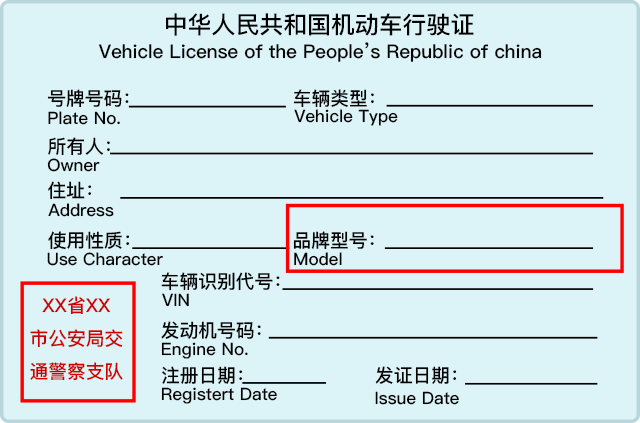 中华人民共和国机动车行驶证
Vehicle License of the People's Republic of china
号牌号码: 车辆类型:
Plate No. Vehicle Type
所有人:
Owner
住址:
Address
使用性质: 品牌型号:
Use Character Model
车辆识别代号:
VIN
XX省XX
市公安局交
通警察支队
发动机号码:
Engine No.
注册日期: 发证日期:
Registert Date Issue Date